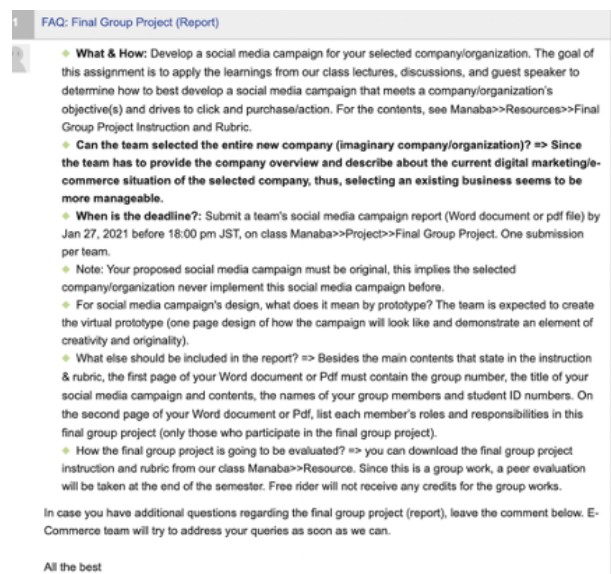 1 FAQ: Final Group Project (Report)
What & How: Develop a social media campaign for your selected company/organization. The goal of
this assignment is to apply the learnings from our class lectures, discussions, and guest speaker to
determine how to best develop a social media campaign that meets a company/organization's
objective(s) and drives to click and purchase/action. For the contents, see Manaba>>Resources>>Final
Group Project Instruction and Rubric.
Can the team selected the entire new company (imaginary company/organization)? => Since
the team has to provide the company overview and describe about the current digital marketing/e-
commerce situation of the selected company, thus, selecting an existing business seems to be
more manageable.
When is the deadline?: Submit a team's social media campaign report (Word document or pdf file) by
Jan 27, 2021 before 18:00 pm JST, on class Manaba>>Project>>Final Group Project. One submission
per team.
Note: Your proposed social media campaign must be original, this implies the selected
company/organization never implement this social media campaign before.
For social media campaign's design, what does it mean by prototype? The team is expected to create
the virtual prototype (one page design of how the campaign will look like and demonstrate an element of
creativity and originality).
What else should be included in the report? => Besides the main contents that state in the instruction
& rubric, the first page of your Word document or Pdf must contain the group number, the title of your
social media campaign and contents, the names of your group members and student ID numbers. On
the second page of your Word document or Pdf, list each member's roles and responsibilities in this
final group project (only those who participate in the final group project).
How the final group project is going to be evaluated? => you can download the final group project
instruction and rubric from our class Manaba>>Resource. Since this is a group work, a peer evaluation
will be taken at the end of the semester. Free rider will not receive any credits for the group works.
In case you have additional questions regarding the final group project (report), leave the comment below. E-
Commerce team will try to address your queries as soon as we can.
All the best